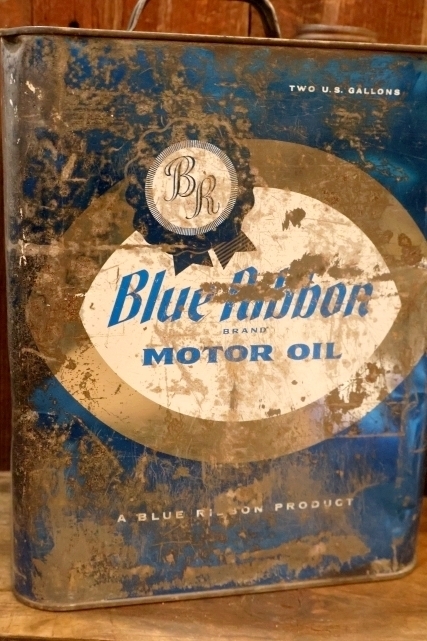 TWO U.S. GALLONS
BR
Blue Ribbon
BRAND
MOTOR OIL
A BLUE RIBBON PRODUCT